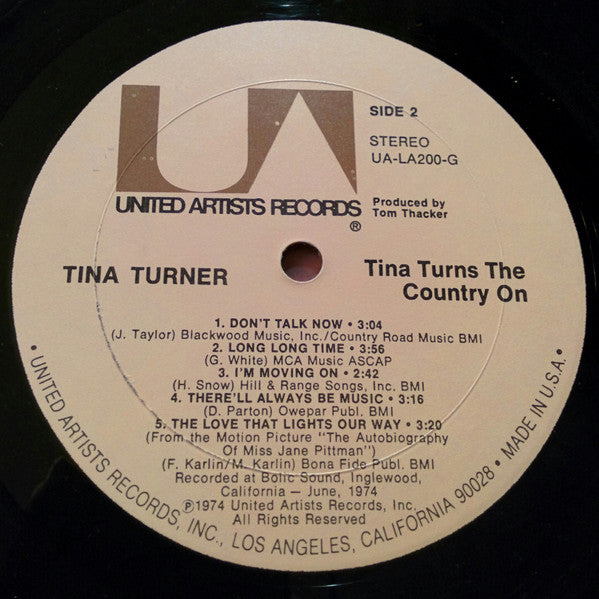 UA
SIDE 2
STEREO
UA-LA200-G
UNITED ARTISTS RECORDS
®
Produced by
Tom Thacker
TINA TURNER
Tina Turns The
Country On
1. DON'T TALK NOW • 3:04
(J. Taylor) Blackwood Music, Inc./Country Road Music BMI
2. LONG LONG TIME • 3:56
(G. White) MCA Music ASCAP
3. I'M MOVING ON • 2:42
(H. Snow) Hill & Range Songs, Inc. BMI
4. THERE'LL ALWAYS BE MUSIC • 3:16
(D. Parton) Owepar Publ. BMI
5. THE LOVE THAT LIGHTS OUR WAY • 3:20
(From the Motion Picture "The Autobiography
Of Miss Jane Pittman")
(F. Karlin/M. Karlin) Bona Fide Publ. BMI
Recorded at Bolic Sound, Inglewood,
California — June, 1974
℗1974 United Artists Records, Inc.
All Rights Reserved
• UNITED ARTISTS RECORDS, INC., LOS ANGELES, CALIFORNIA 90028 • MADE IN U.S.A. •